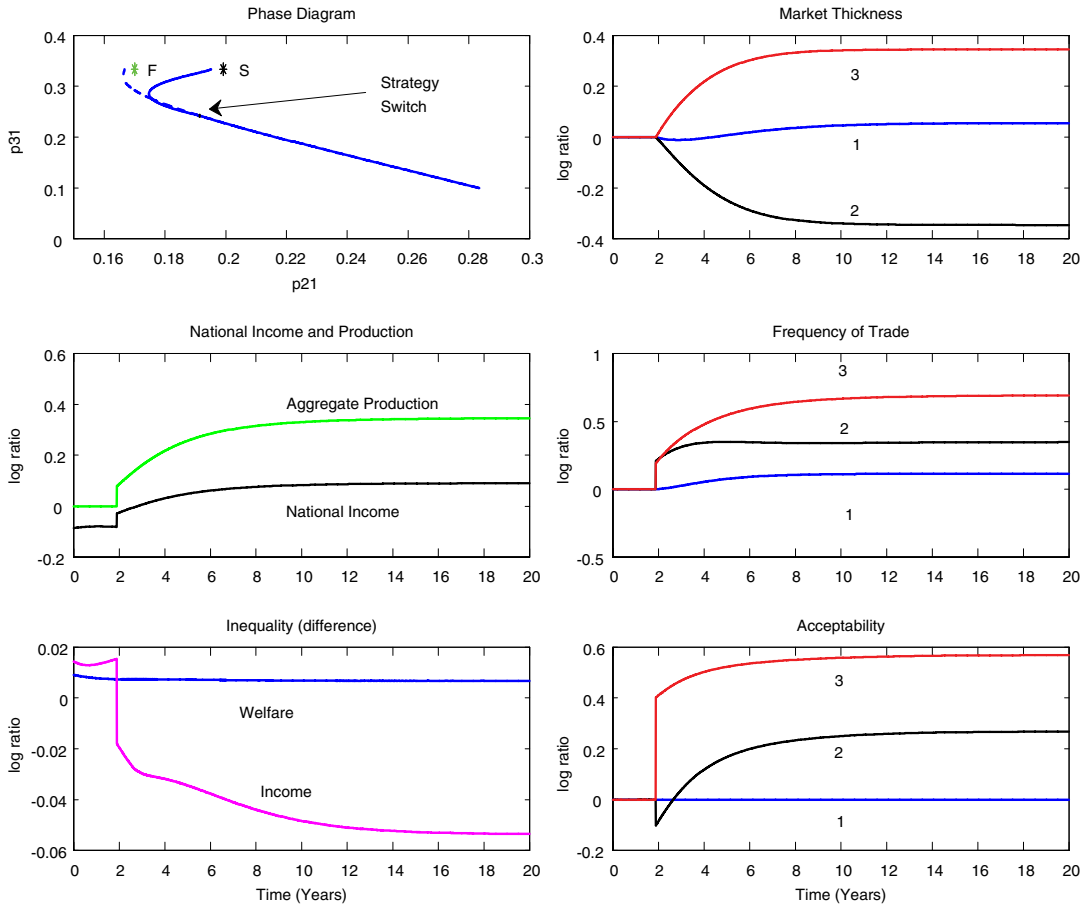 Phase Diagram
0.4
0.3
0.2
0.1
0
p31
F
S
Strategy
Switch
0.16 0.18 0.2 0.22 0.24 0.26 0.28 0.3
p21
Market Thickness
0.4
0.2
0
-0.2
-0.4
log ratio
3
1
2
0 2 4 6 8 10 12 14 16 18 20
National Income and Production
0.6
0.4
0.2
0
-0.2
log ratio
Aggregate Production
National Income
0 2 4 6 8 10 12 14 16 18 20
Frequency of Trade
1
0.5
0
-0.5
log ratio
3
2
1
0 2 4 6 8 10 12 14 16 18 20
Inequality (difference)
0.02
0
-0.02
-0.04
-0.06
log ratio
Welfare
Income
0 2 4 6 8 10 12 14 16 18 20
Time (Years)
Acceptability
0.6
0.4
0.2
0
-0.2
log ratio
3
2
1
0 2 4 6 8 10 12 14 16 18 20
Time (Years)